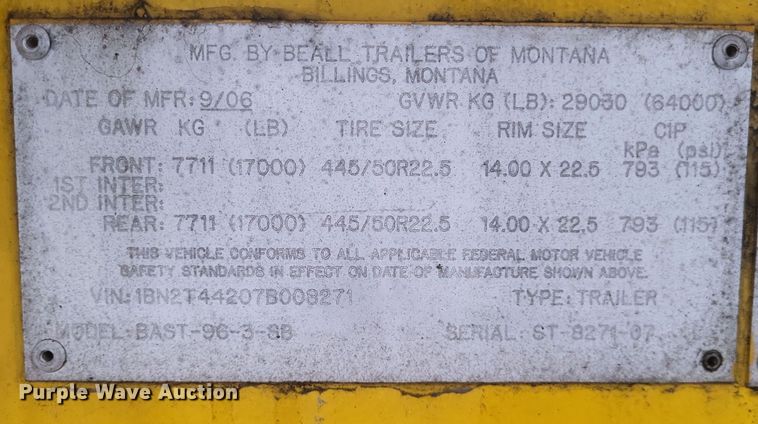 MFG. BY BEALL TRAILERS OF MONTANA
BILLINGS, MONTANA
DATE OF MFR: 9/06 GVWR KG (LB): 29030 (64000)
GAWR KG (LB) TIRE SIZE RIM SIZE CIP
kPa (psi)
FRONT: 7711 (17000) 445/50R22.5 14.00 X 22.5 793 (115)
1ST INTER:
2ND INTER:
REAR: 7711 (17000) 445/50R22.5 14.00 X 22.5 793 (115)
THIS VEHICLE CONFORMS TO ALL APPLICABLE FEDERAL MOTOR VEHICLE
SAFETY STANDARDS IN EFFECT ON DATE OF MANUFACTURE SHOWN ABOVE.
VIN: 1BN2T44207B008271 TYPE: TRAILER
MODEL: BAST-96-3-SB SERIAL: ST-8271-07
Purple Wave Auction